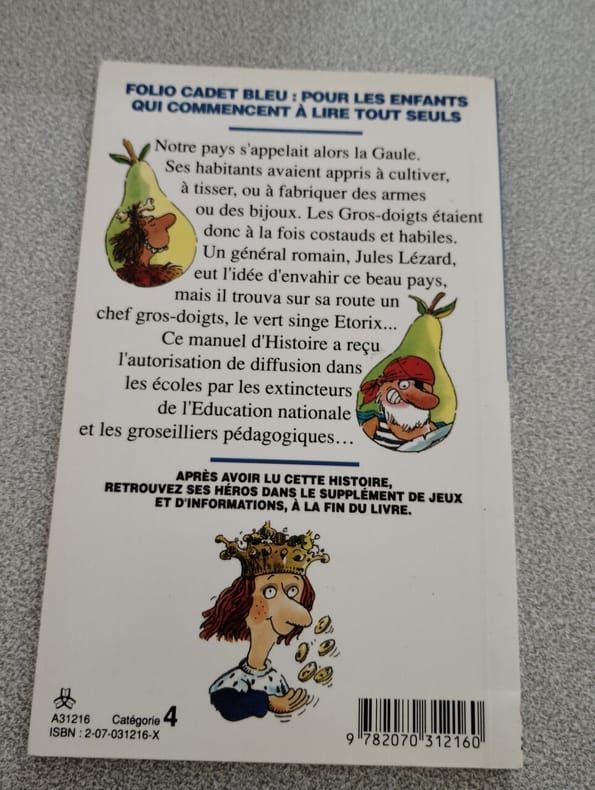 FOLIO CADET BLEU : POUR LES ENFANTS
QUI COMMENCENT À LIRE TOUT SEULS
Notre pays s'appelait alors la Gaule.
Ses habitants avaient appris à cultiver,
à tisser, ou à fabriquer des armes
ou des bijoux. Les Gros-doigts étaient
donc à la fois costauds et habiles.
Un général romain, Jules Lézard,
eut l'idée d'envahir ce beau pays,
mais il trouva sur sa route un
chef gros-doigts, le vert singe Etorix...
Ce manuel d'Histoire a reçu
l'autorisation de diffusion dans
les écoles par les extincteurs
de l'Education nationale
et les groseilliers pédagogiques...
APRÈS AVOIR LU CETTE HISTOIRE,
RETROUVEZ SES HÉROS DANS LE SUPPLÉMENT DE JEUX
ET D'INFORMATIONS, À LA FIN DU LIVRE.
A31216 Catégorie 4
ISBN : 2-07-031216-X
9 782070 312160